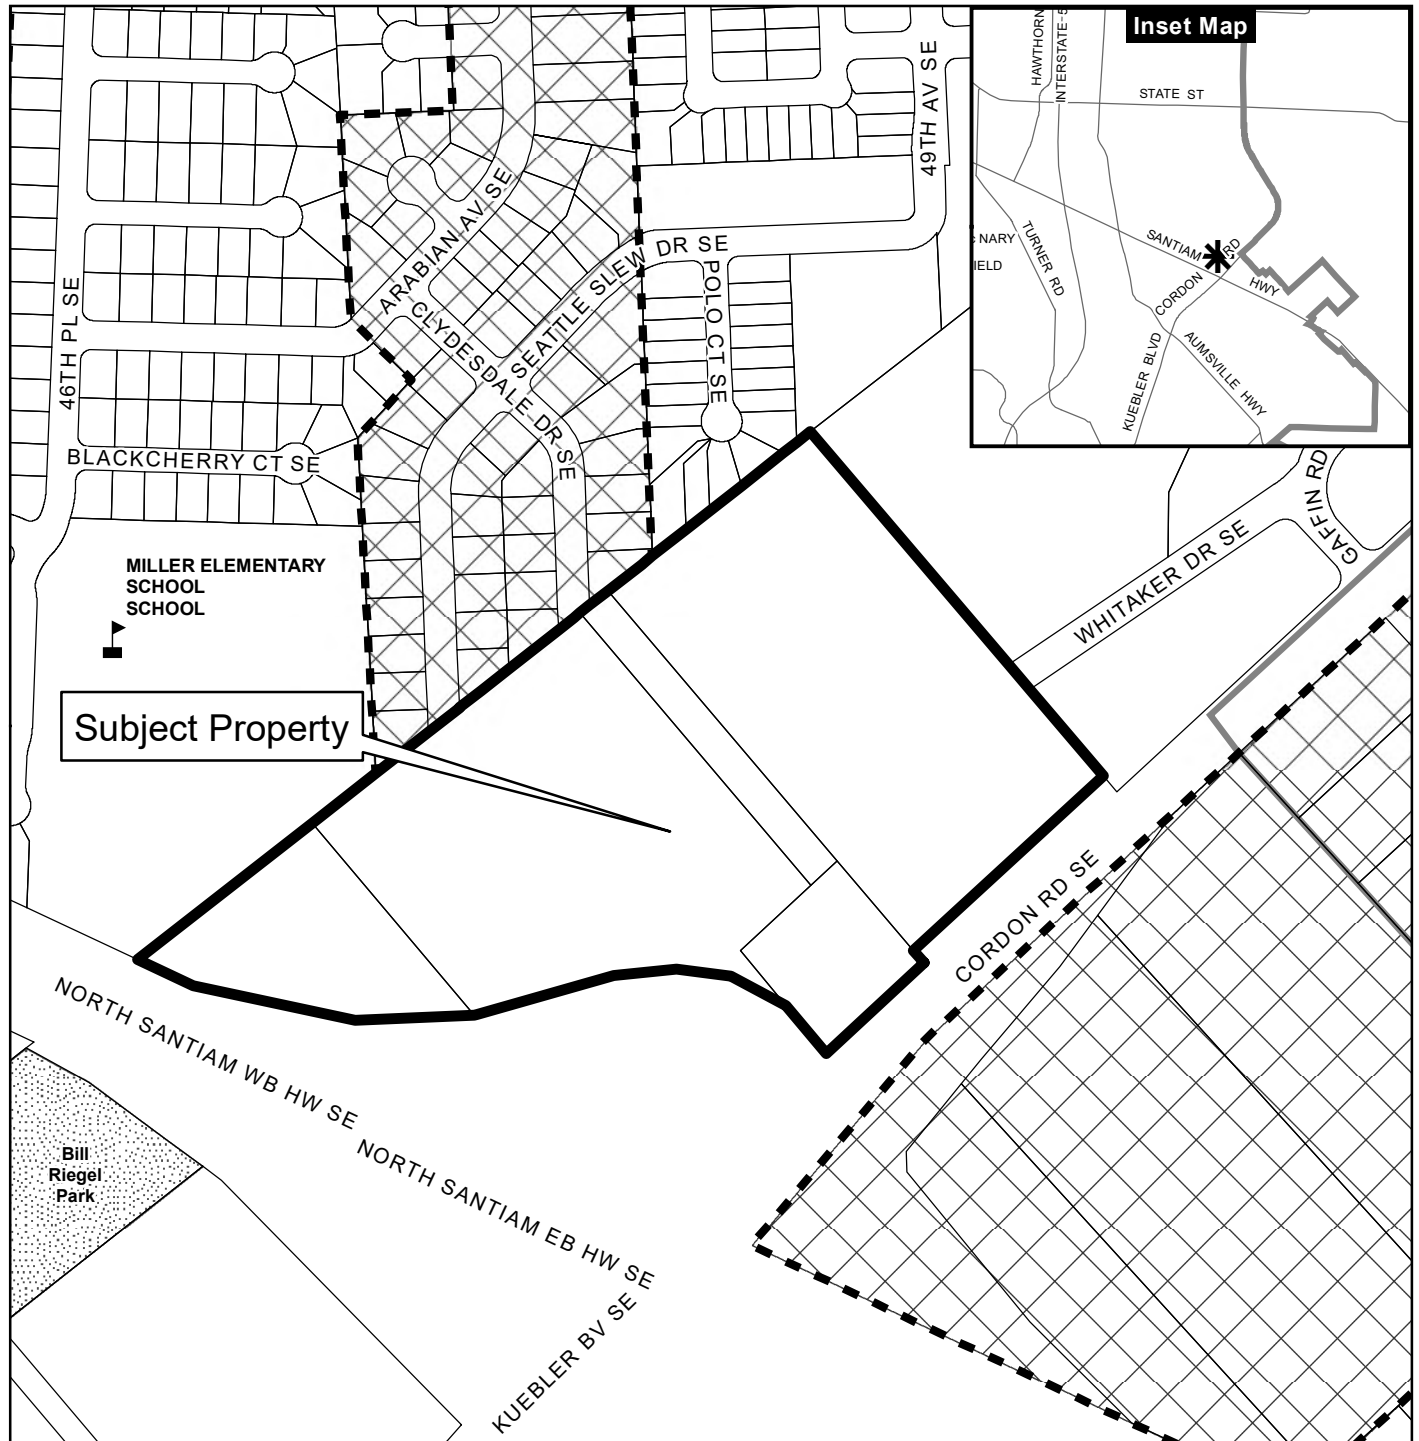 Inset Map
HAWTHORN
INTERSTATE-5
STATE ST
NARY
IELD
TURNER RD
SANTIAM
HWY
CORDON
RD
KUEBLER BLVD
AUMSVILLE HWY
49TH AV SE
ARABIAN AV SE
SEATTLE SLEW DR SE
POLO CT SE
CLYDESDALE DR SE
46TH PL SE
BLACKCHERRY CT SE
MILLER ELEMENTARY
SCHOOL
SCHOOL
GAFFIN RD
WHITAKER DR SE
Subject Property
CORDON RD SE
NORTH SANTIAM WB HW SE
NORTH SANTIAM EB HW SE
Bill
Riegel
Park
KUEBLER BV SE